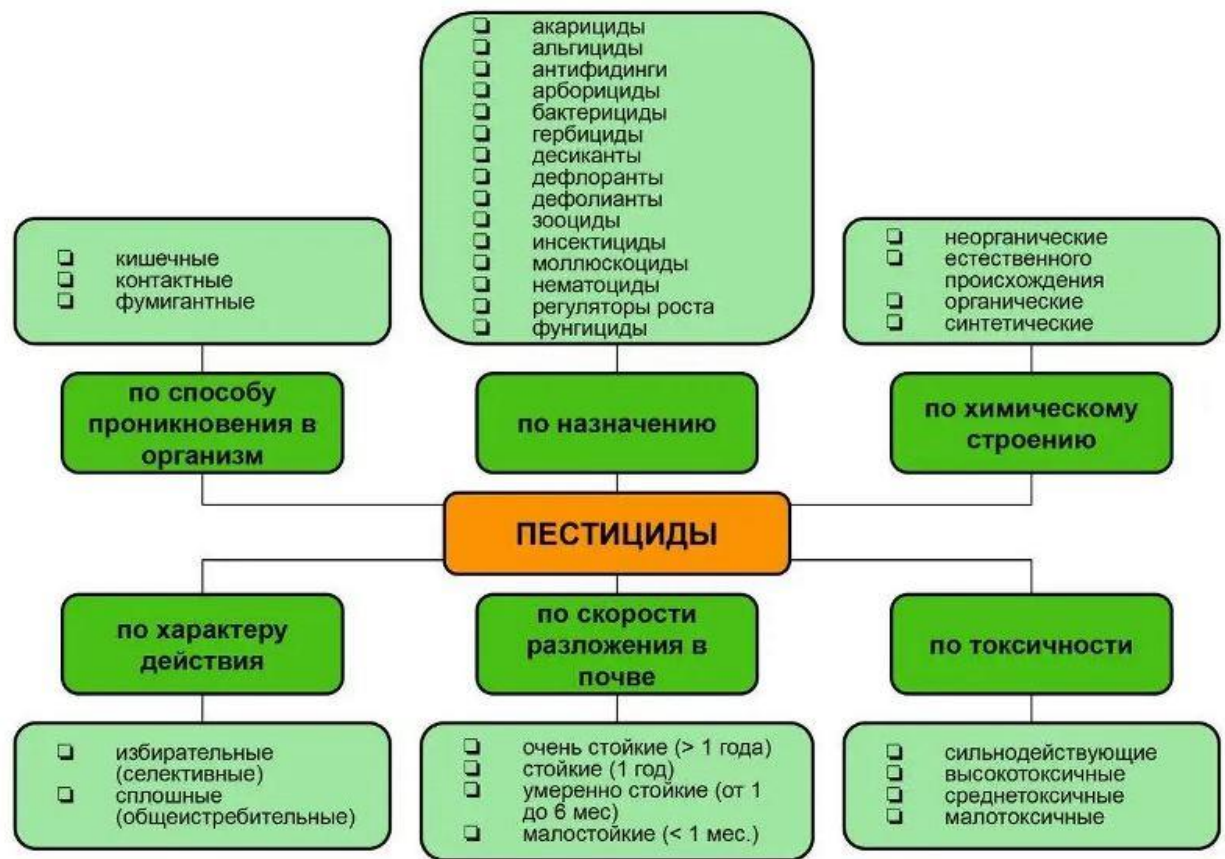 акарициды
альгициды
антифидинги
арборициды
бактерициды
гербициды
десиканты
дефлоранты
дефолианты
зооциды
инсектициды
моллюскоциды
нематоциды
регуляторы роста
фунгициды
кишечные
контактные
фумигантные
неорганические
естественного
происхождения
органические
синтетические
по способу
проникновения в
организм
по назначению
по химическому
строению
ПЕСТИЦИДЫ
по характеру
действия
по скорости
разложения в
почве
по токсичности
избирательные
(селективные)
сплошные
(общеистребительные)
очень стойкие (> 1 года)
стойкие (1 год)
умеренно стойкие (от 1
до 6 мес)
малостойкие (< 1 мес.)
сильнодействующие
высокотоксичные
среднетоксичные
малотоксичные